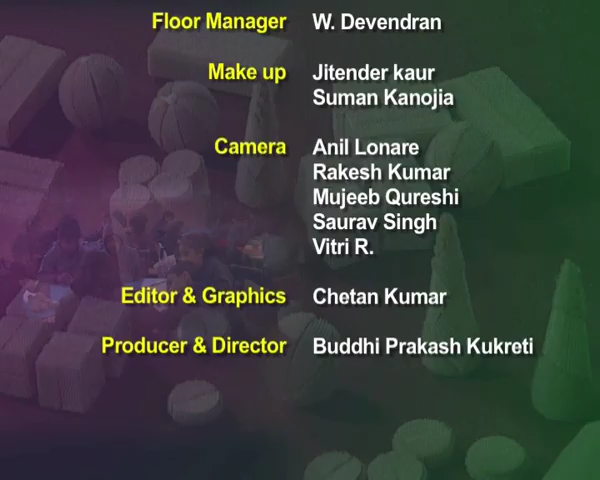 Floor Manager W. Devendran
Make up Jitender kaur
Suman Kanojia
Camera Anil Lonare
Rakesh Kumar
Mujeeb Qureshi
Saurav Singh
Vitri R.
Editor & Graphics Chetan Kumar
Producer & Director Buddhi Prakash Kukreti